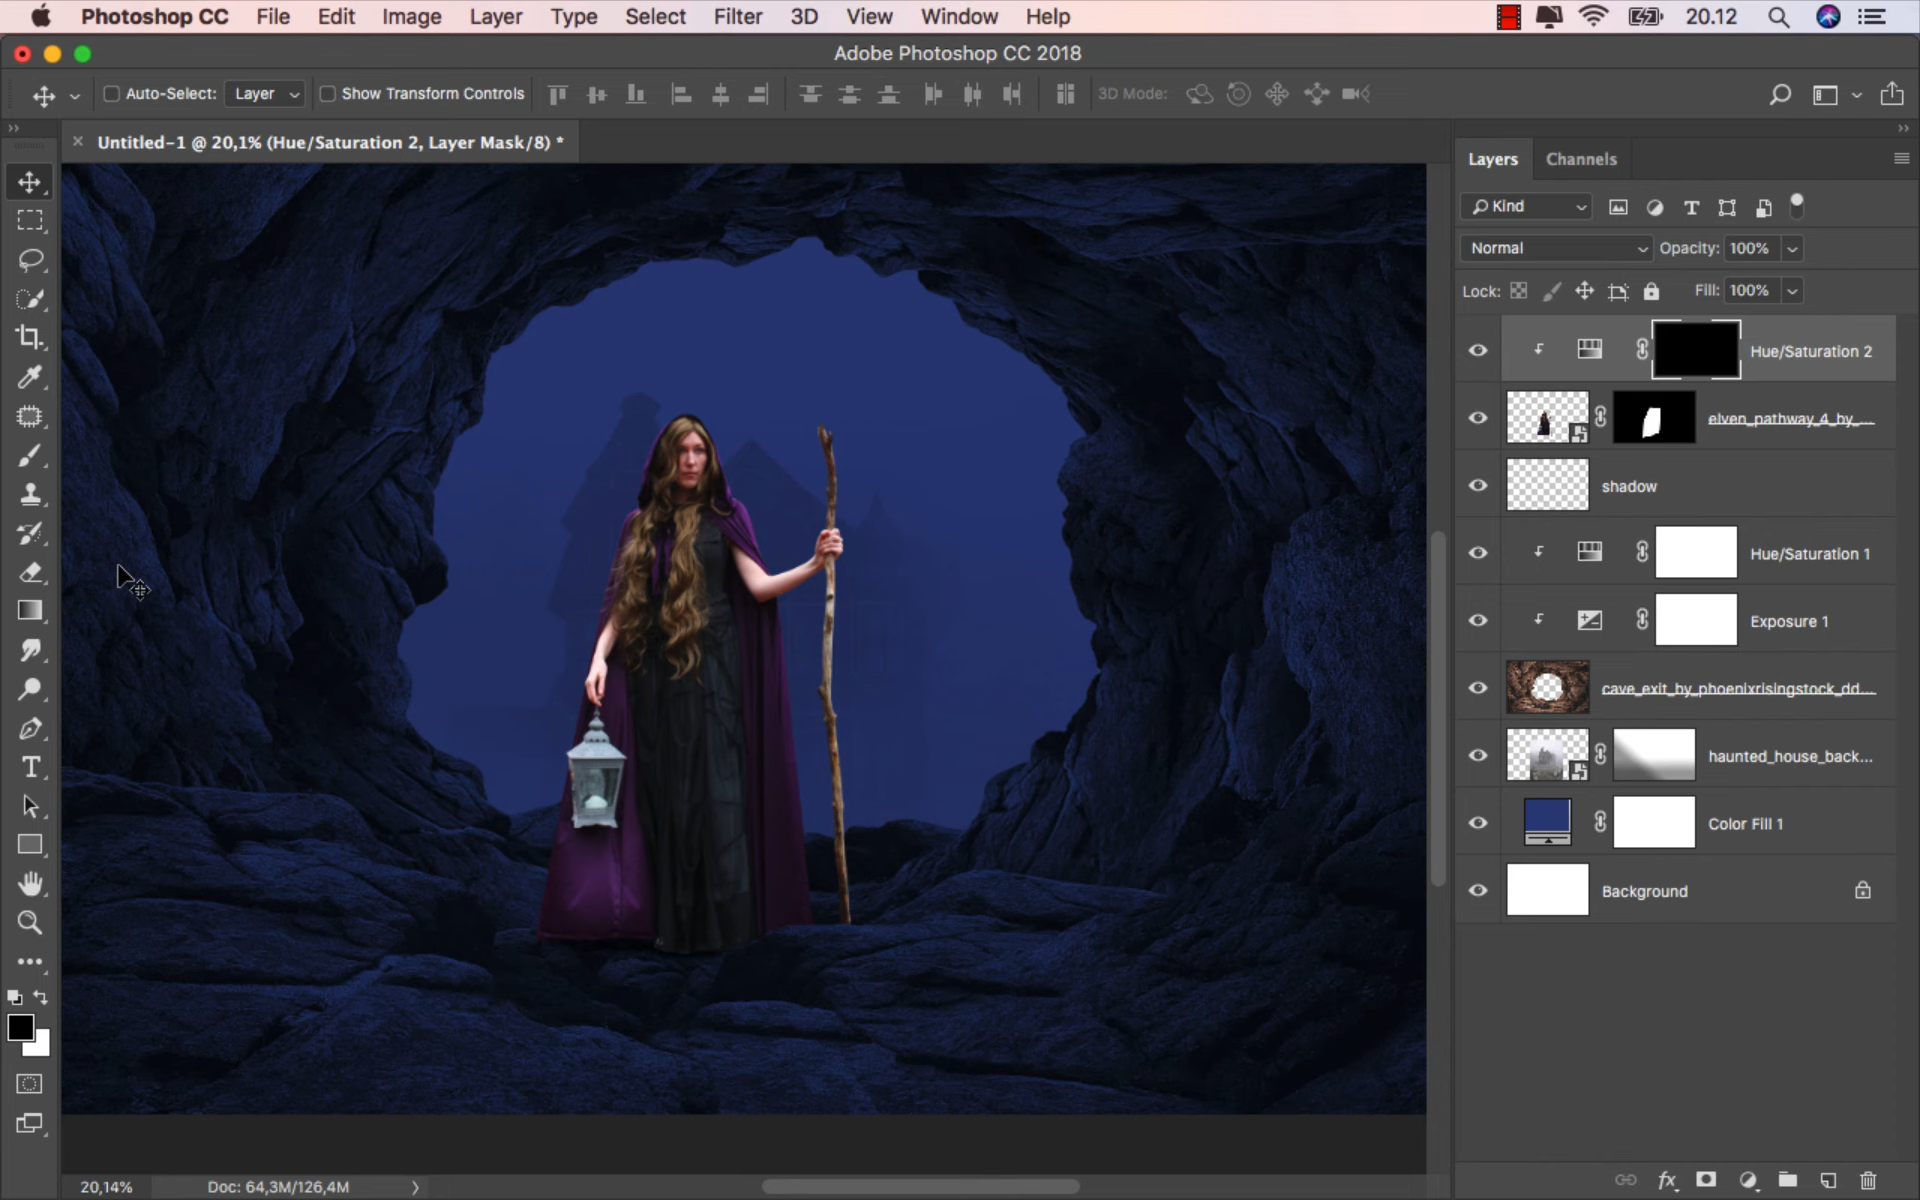 Photoshop CC File Edit Image Layer Type Select Filter 3D View Window Help 20.12
Adobe Photoshop CC 2018
Auto-Select: Layer Show Transform Controls 3D Mode:
Untitled-1 @ 20,1% (Hue/Saturation 2, Layer Mask/8) *
Layers Channels
Kind
Normal Opacity: 100%
Lock: Fill: 100%
Hue/Saturation 2
elven_pathway_4_by_...
shadow
Hue/Saturation 1
Exposure 1
cave_exit_by_phoenixrisingstock_dd...
haunted_house_back...
Color Fill 1
Background
20,14% Doc: 64,3M/126,4M